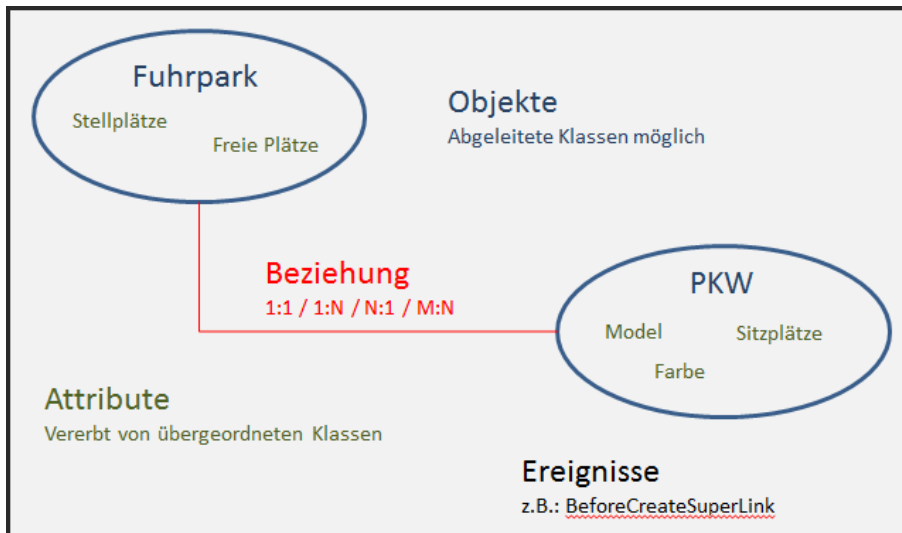 Fuhrpark
Stellplätze
Freie Plätze
Objekte
Abgeleitete Klassen möglich
Beziehung
1:1 / 1:N / N:1 / M:N
PKW
Model
Sitzplätze
Farbe
Attribute
Vererbt von übergeordneten Klassen
Ereignisse
z.B.: BeforeCreateSuperLink